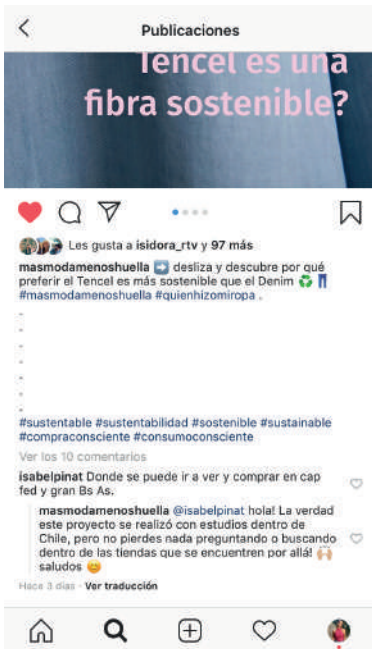 Publicaciones
Tencel es una
fibra sostenible?
Les gusta a isidora_rtv y 97 más
masmodamenoshuella ➡️ desliza y descubre por qué
preferir el Tencel es más sostenible que el Denim ♻️ 👖
#masmodamenoshuella #quienhizomiropa .
.
.
.
.
.
.
#sustentable #sustentabilidad #sostenible #sustainable
#compraconsciente #consumoconsciente
Ver los 10 comentarios
isabelpinat Donde se puede ir a ver y comprar en cap
fed y gran Bs As.
masmodamenoshuella @isabelpinat hola! La verdad
este proyecto se realizó con estudios dentro de
Chile, pero no pierdes nada preguntando o buscando
dentro de las tiendas que se encuentren por allá! 🙌🏻
saludos 😊
Hace 3 días · Ver traducción